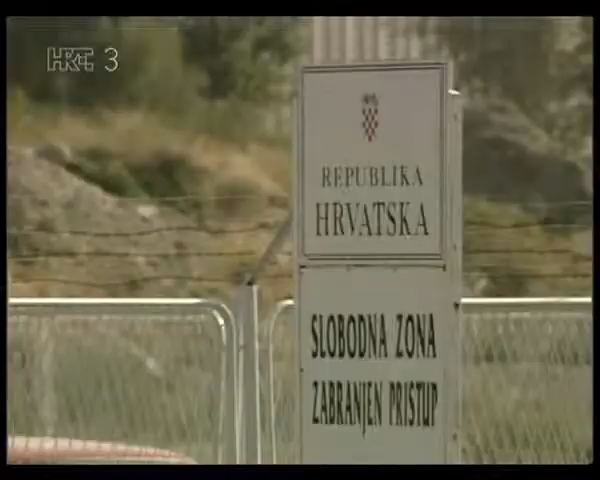 HRT 3
REPUBLIKA
HRVATSKA
SLOBODNA ZONA
ZABRANJEN PRISTUP